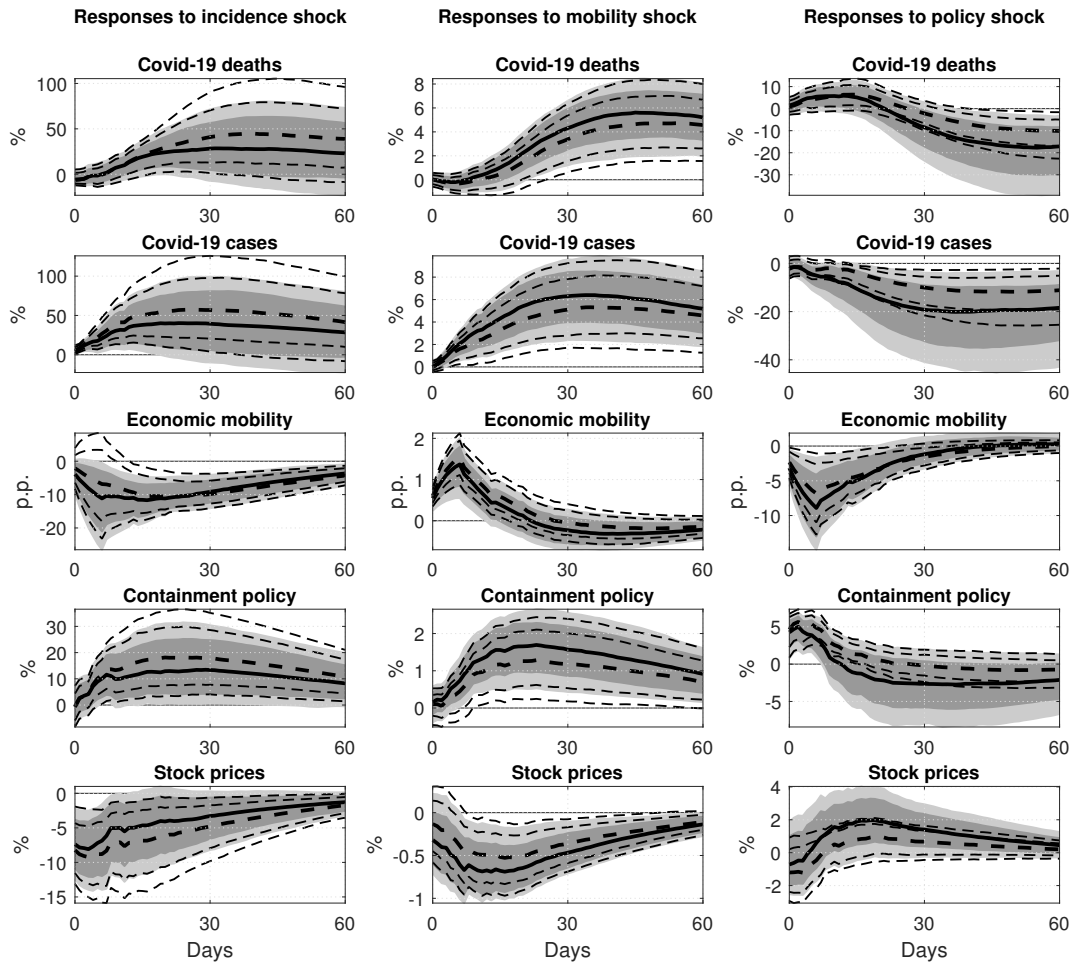 Responses to incidence shock Responses to mobility shock Responses to policy shock
Covid-19 deaths Covid-19 deaths Covid-19 deaths
% 100 50 0 % 8 6 4 2 0 % 10 0 -10 -20 -30
0 30 60 0 30 60 0 30 60
Covid-19 cases Covid-19 cases Covid-19 cases
% 100 50 0 % 8 6 4 2 0 % 0 -20 -40
0 30 60 0 30 60 0 30 60
Economic mobility Economic mobility Economic mobility
p.p. 0 -10 -20 p.p. 2 1 0 p.p. 0 -5 -10
0 30 60 0 30 60 0 30 60
Containment policy Containment policy Containment policy
% 30 20 10 0 % 2 1 0 % 5 0 -5
0 30 60 0 30 60 0 30 60
Stock prices Stock prices Stock prices
% 0 -5 -10 -15 % 0 -0.5 -1 % 4 2 0 -2
0 30 60 0 30 60 0 30 60
Days Days Days